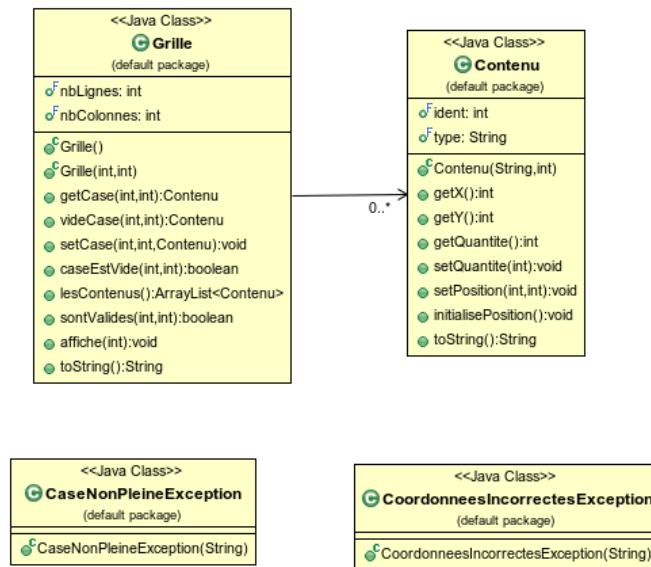 <<Java Class>>
Grille
(default package)
nbLignes: int
nbColonnes: int
Grille()
Grille(int,int)
getCase(int,int):Contenu
videCase(int,int):Contenu
setCase(int,int,Contenu):void
caseEstVide(int,int):boolean
lesContenus():ArrayList<Contenu>
sontValides(int,int):boolean
affiche(int):void
toString():String
0..*
<<Java Class>>
Contenu
(default package)
ident: int
type: String
Contenu(String,int)
getX():int
getY():int
getQuantite():int
setQuantite(int):void
setPosition(int,int):void
initialisePosition():void
toString():String
<<Java Class>>
CaseNonPleineException
(default package)
CaseNonPleineException(String)
<<Java Class>>
CoordonneesIncorrectesException
(default package)
CoordonneesIncorrectesException(String)